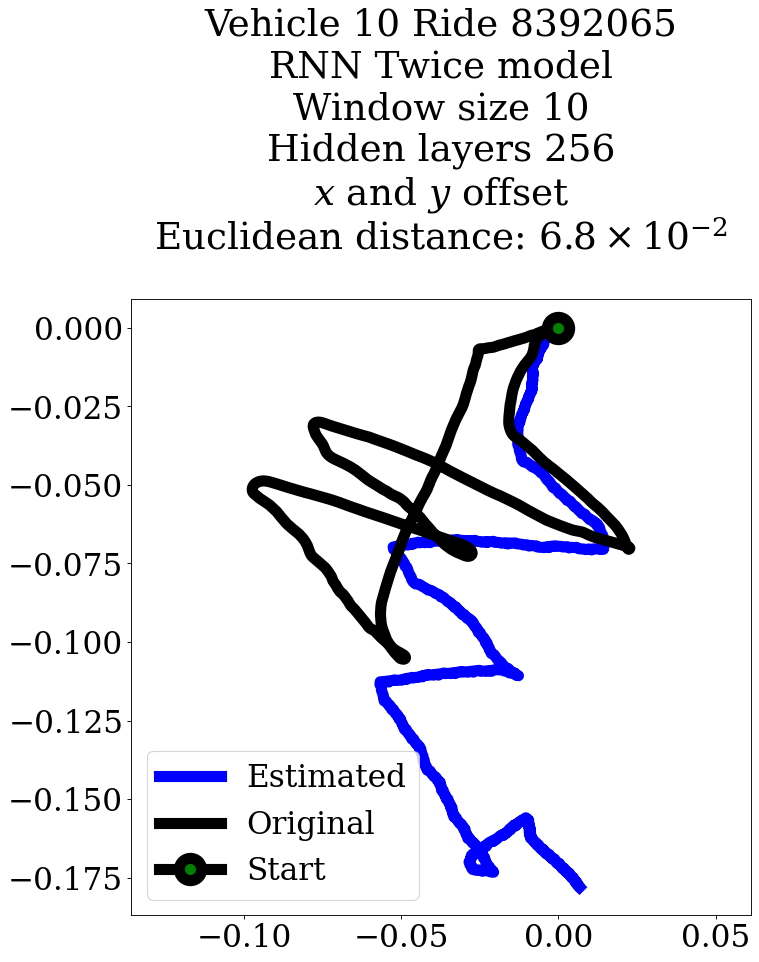 Vehicle 10 Ride 8392065
RNN Twice model
Window size 10
Hidden layers 256
x and y offset
Euclidean distance: 6.8 × 10⁻²
0.000
−0.025
−0.050
−0.075
−0.100
−0.125
−0.150
−0.175
Estimated
Original
Start
−0.10 −0.05 0.00 0.05